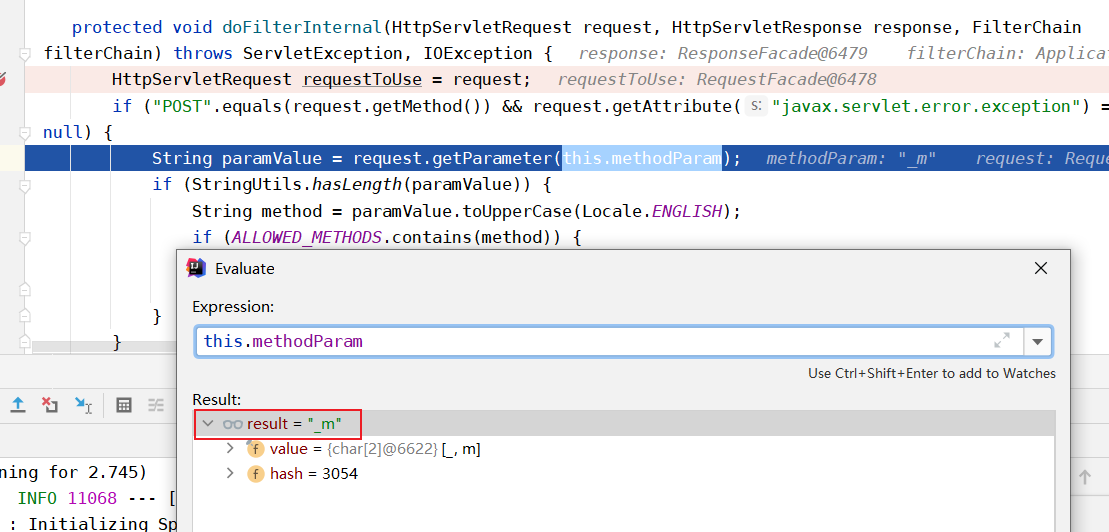 protected void doFilterInternal(HttpServletRequest request, HttpServletResponse response, FilterChain
filterChain) throws ServletException, IOException { response: ResponseFacade@6479 filterChain: Applica
HttpServletRequest requestToUse = request; requestToUse: RequestFacade@6478
if ("POST".equals(request.getMethod()) && request.getAttribute( s: "javax.servlet.error.exception") =
null) {
String paramValue = request.getParameter(this.methodParam); methodParam: "_m" request: Reque
if (StringUtils.hasLength(paramValue)) {
String method = paramValue.toUpperCase(Locale.ENGLISH);
if (ALLOWED_METHODS.contains(method)) {
}
}
Evaluate
Expression:
this.methodParam
Use Ctrl+Shift+Enter to add to Watches
Result:
result = "_m"
value = {char[2]@6622} [_, m]
hash = 3054
ning for 2.745)
INFO 11068 --- [
: Initializing Sp